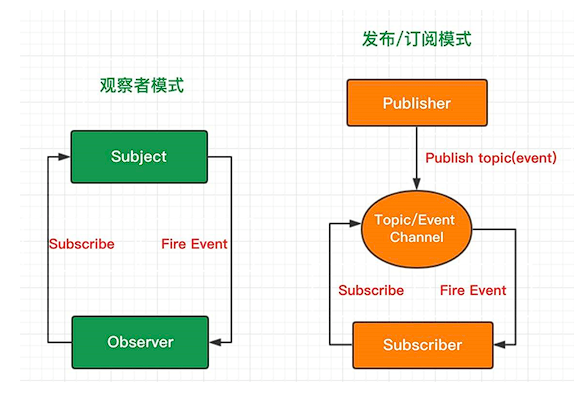 观察者模式
Subject
Subscribe
Fire Event
Observer
发布/订阅模式
Publisher
Publish topic(event)
Topic/Event
Channel
Subscribe
Fire Event
Subscriber